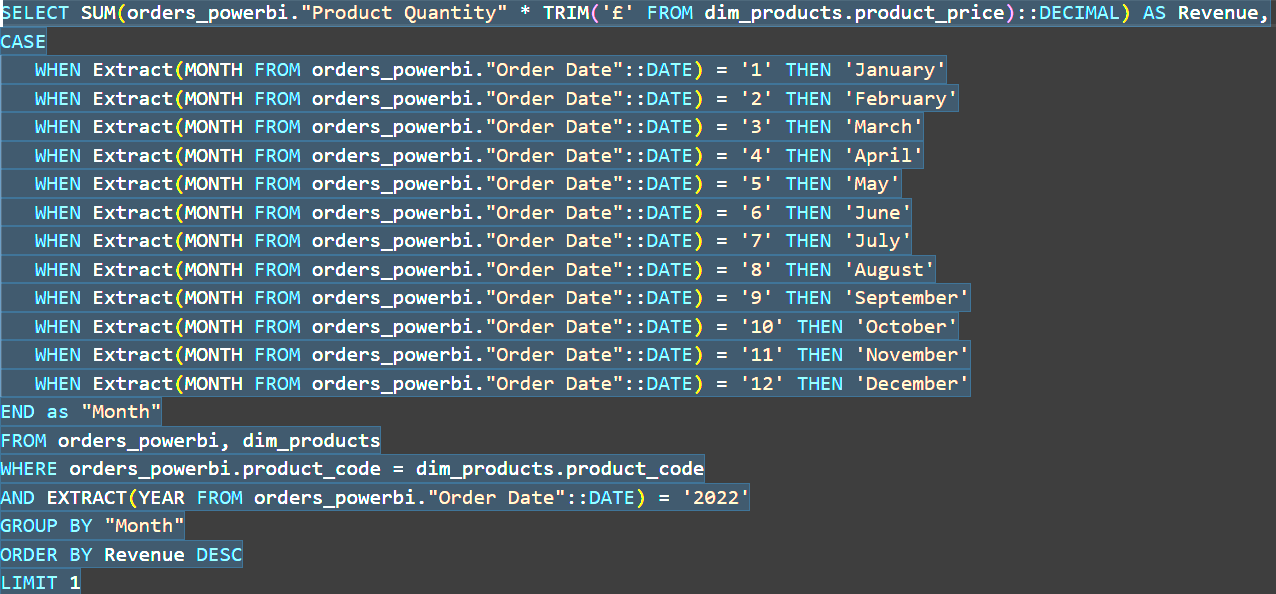 SELECT SUM(orders_powerbi."Product Quantity" * TRIM('£' FROM dim_products.product_price)::DECIMAL) AS Revenue,
CASE
   WHEN Extract(MONTH FROM orders_powerbi."Order Date"::DATE) = '1' THEN 'January'
   WHEN Extract(MONTH FROM orders_powerbi."Order Date"::DATE) = '2' THEN 'February'
   WHEN Extract(MONTH FROM orders_powerbi."Order Date"::DATE) = '3' THEN 'March'
   WHEN Extract(MONTH FROM orders_powerbi."Order Date"::DATE) = '4' THEN 'April'
   WHEN Extract(MONTH FROM orders_powerbi."Order Date"::DATE) = '5' THEN 'May'
   WHEN Extract(MONTH FROM orders_powerbi."Order Date"::DATE) = '6' THEN 'June'
   WHEN Extract(MONTH FROM orders_powerbi."Order Date"::DATE) = '7' THEN 'July'
   WHEN Extract(MONTH FROM orders_powerbi."Order Date"::DATE) = '8' THEN 'August'
   WHEN Extract(MONTH FROM orders_powerbi."Order Date"::DATE) = '9' THEN 'September'
   WHEN Extract(MONTH FROM orders_powerbi."Order Date"::DATE) = '10' THEN 'October'
   WHEN Extract(MONTH FROM orders_powerbi."Order Date"::DATE) = '11' THEN 'November'
   WHEN Extract(MONTH FROM orders_powerbi."Order Date"::DATE) = '12' THEN 'December'
END as "Month"
FROM orders_powerbi, dim_products
WHERE orders_powerbi.product_code = dim_products.product_code
AND EXTRACT(YEAR FROM orders_powerbi."Order Date"::DATE) = '2022'
GROUP BY "Month"
ORDER BY Revenue DESC
LIMIT 1